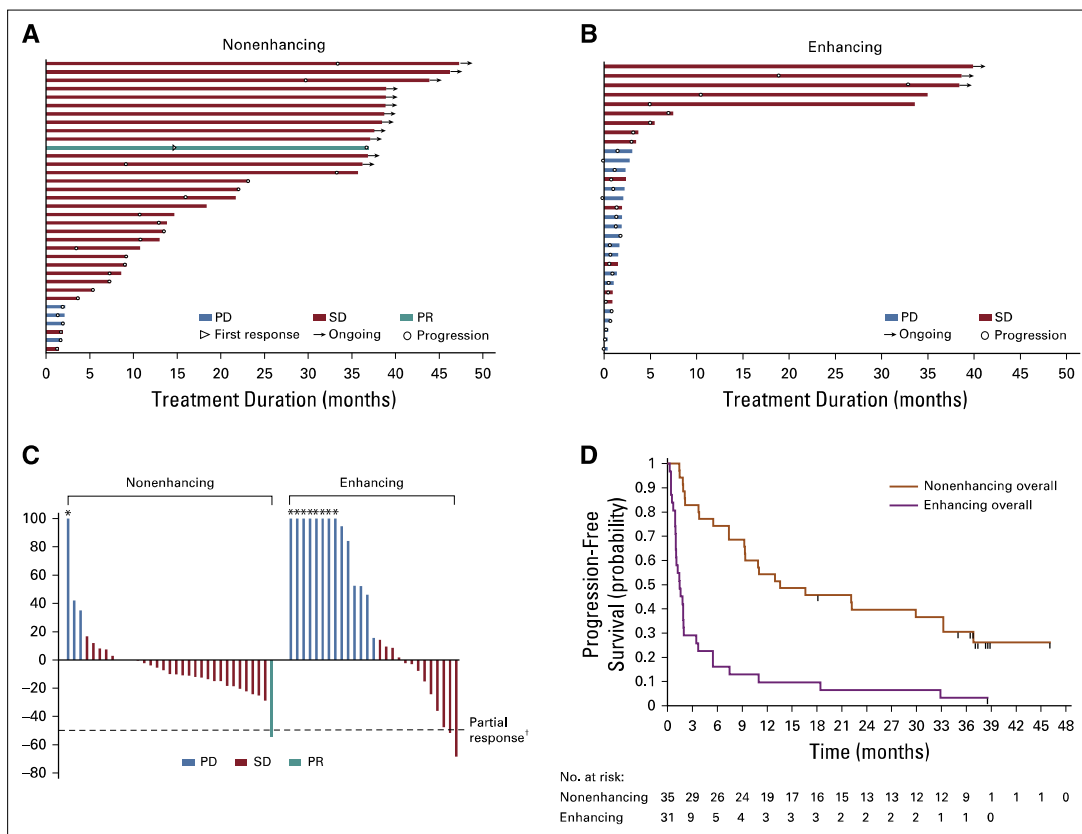 A
Nonenhancing
PD
SD
PR
First response
Ongoing
Progression
0 5 10 15 20 25 30 35 40 45 50
Treatment Duration (months)
B
Enhancing
PD
SD
Ongoing
Progression
0 5 10 15 20 25 30 35 40 45 50
Treatment Duration (months)
C
Nonenhancing
Enhancing
*
********
100
80
60
40
20
0
–20
–40
–60
–80
Partial
response†
PD
SD
PR
D
Progression-Free
Survival (probability)
1
0.9
0.8
0.7
0.6
0.5
0.4
0.3
0.2
0.1
Nonenhancing overall
Enhancing overall
0 3 6 9 12 15 18 21 24 27 30 33 36 39 42 45 48
Time (months)
No. at risk:
Nonenhancing 35 29 26 24 19 17 16 15 13 13 12 12 9 1 1 1 0
Enhancing 31 9 5 4 3 3 3 2 2 2 2 1 1 0